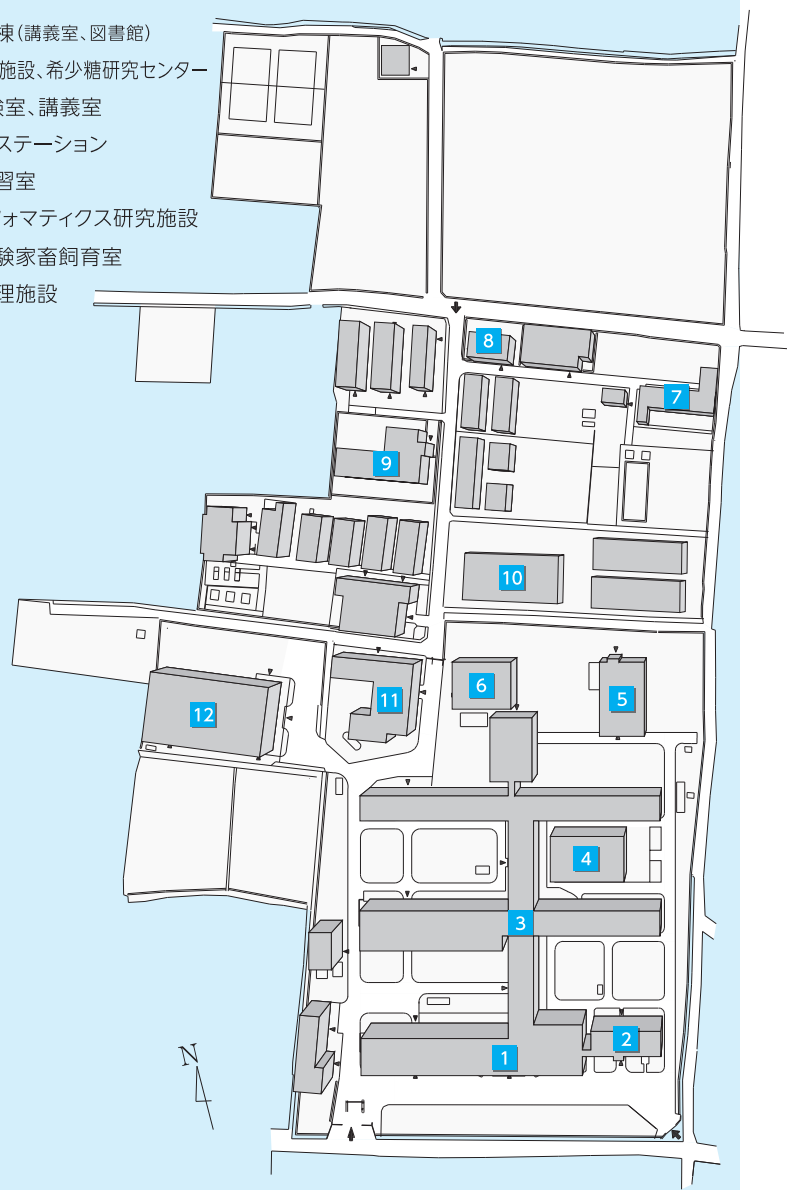 棟（講義室、図書館）
施設、希少糖研究センター
験室、講義室
ステーション
習室
フォマティクス研究施設
験家畜飼育室
理施設
8
7
9
10
6
5
11
12
4
3
2
1
N